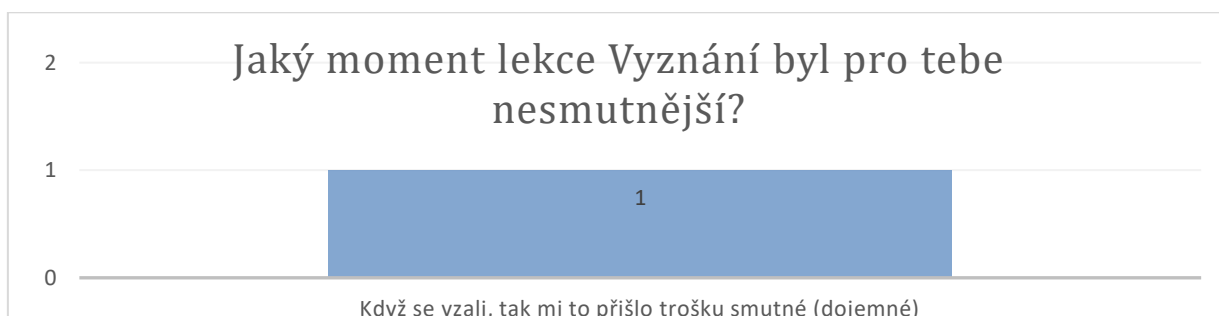 Jaký moment lekce Vyznání byl pro tebe
nesmutnější?
2
1
1
0
Když se vzali, tak mi to přišlo trošku smutné (dojemné)